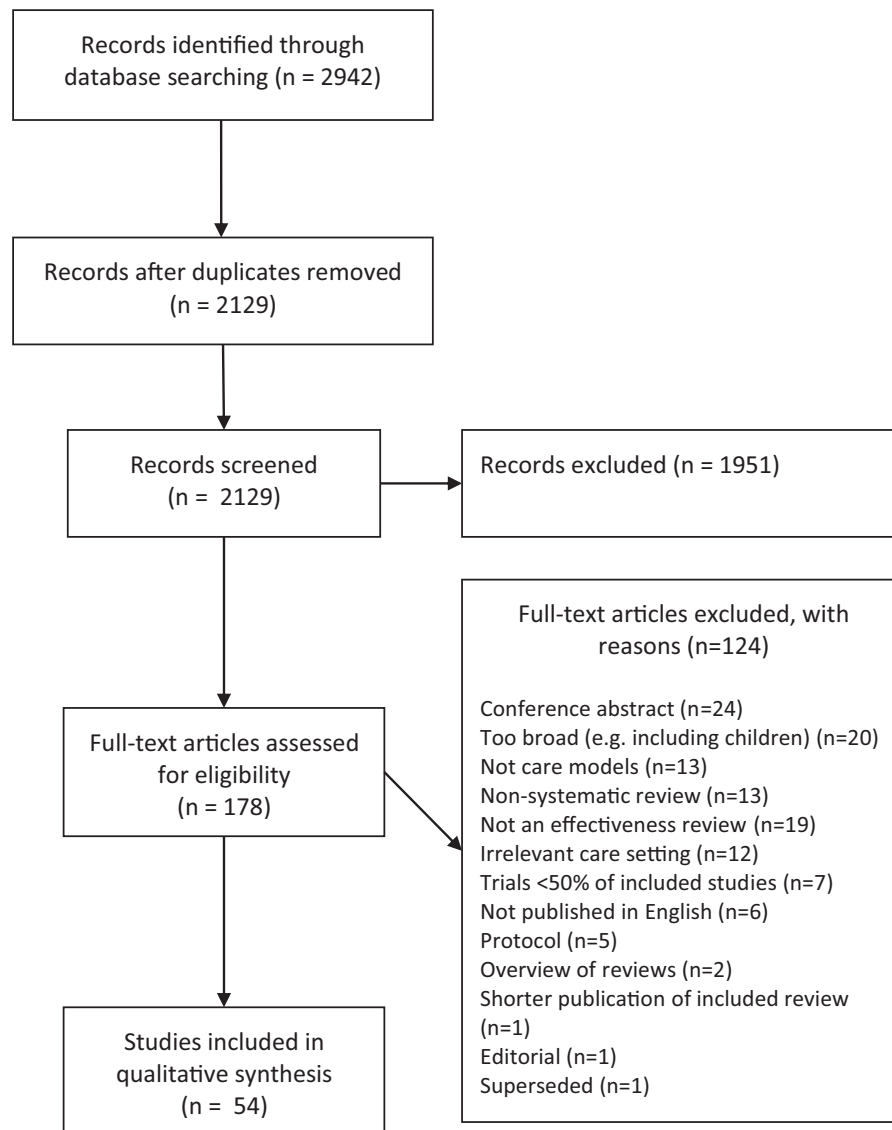 Records identified through
database searching (n = 2942)
Records after duplicates removed
(n = 2129)
Records screened
(n = 2129)
Records excluded (n = 1951)
Full-text articles assessed
for eligibility
(n = 178)
Full-text articles excluded, with
reasons (n=124)
Conference abstract (n=24)
Too broad (e.g. including children) (n=20)
Not care models (n=13)
Non-systematic review (n=13)
Not an effectiveness review (n=19)
Irrelevant care setting (n=12)
Trials <50% of included studies (n=7)
Not published in English (n=6)
Protocol (n=5)
Overview of reviews (n=2)
Shorter publication of included review
(n=1)
Editorial (n=1)
Superseded (n=1)
Studies included in
qualitative synthesis
(n = 54)